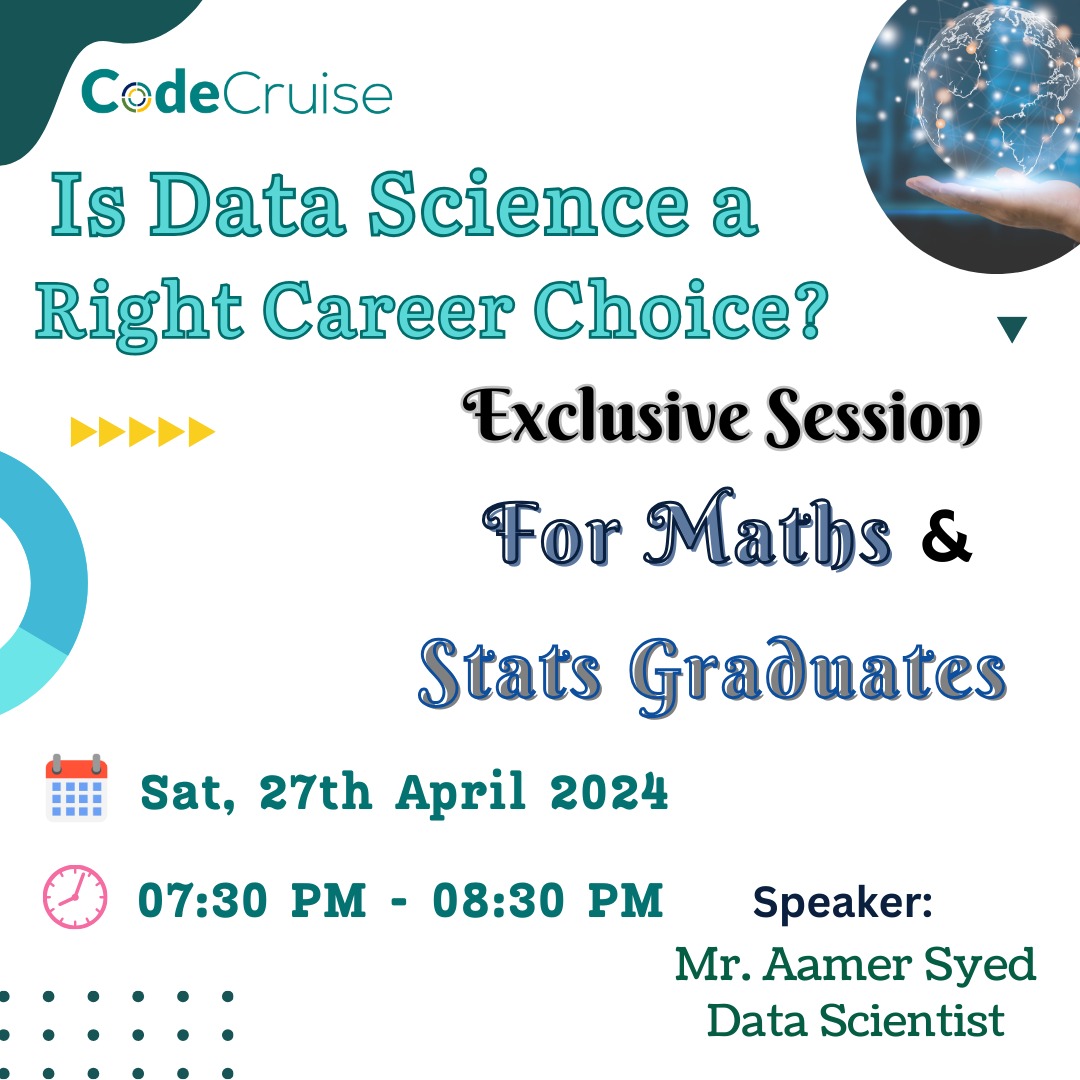 CodeCruise
Is Data Science a
Right Career Choice?
Exclusive Session
For Maths &
Stats Graduates
Sat, 27th April 2024
07:30 PM - 08:30 PM
Speaker:
Mr. Aamer Syed
Data Scientist